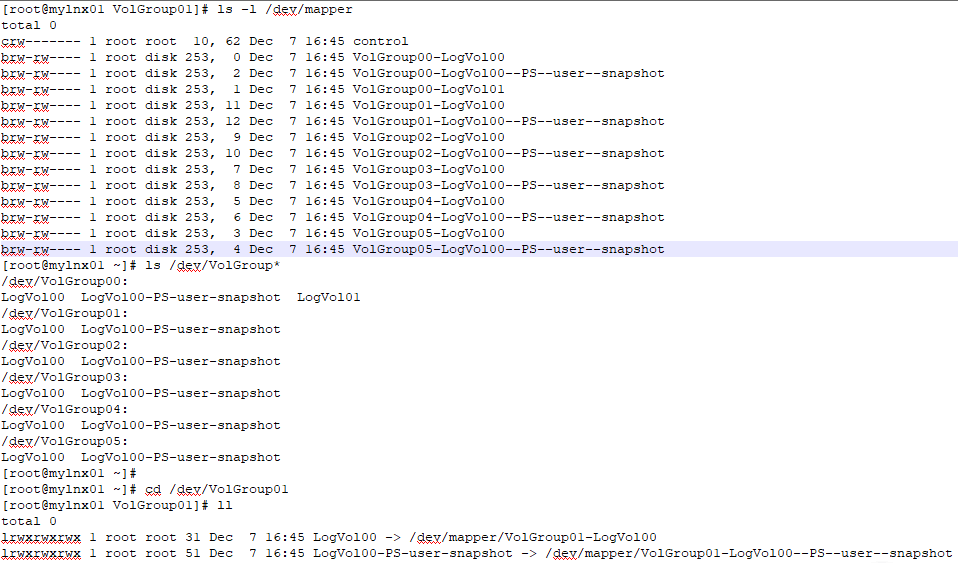 [root@mylnx01 VolGroup01]# ls -l /dev/mapper
total 0
crw------- 1 root root  10, 62 Dec  7 16:45 control
brw-rw---- 1 root disk 253,  0 Dec  7 16:45 VolGroup00-LogVol00
brw-rw---- 1 root disk 253,  2 Dec  7 16:45 VolGroup00-LogVol00--PS--user--snapshot
brw-rw---- 1 root disk 253,  1 Dec  7 16:45 VolGroup00-LogVol01
brw-rw---- 1 root disk 253, 11 Dec  7 16:45 VolGroup01-LogVol00
brw-rw---- 1 root disk 253, 12 Dec  7 16:45 VolGroup01-LogVol00--PS--user--snapshot
brw-rw---- 1 root disk 253,  9 Dec  7 16:45 VolGroup02-LogVol00
brw-rw---- 1 root disk 253, 10 Dec  7 16:45 VolGroup02-LogVol00--PS--user--snapshot
brw-rw---- 1 root disk 253,  7 Dec  7 16:45 VolGroup03-LogVol00
brw-rw---- 1 root disk 253,  8 Dec  7 16:45 VolGroup03-LogVol00--PS--user--snapshot
brw-rw---- 1 root disk 253,  5 Dec  7 16:45 VolGroup04-LogVol00
brw-rw---- 1 root disk 253,  6 Dec  7 16:45 VolGroup04-LogVol00--PS--user--snapshot
brw-rw---- 1 root disk 253,  3 Dec  7 16:45 VolGroup05-LogVol00
brw-rw---- 1 root disk 253,  4 Dec  7 16:45 VolGroup05-LogVol00--PS--user--snapshot
[root@mylnx01 ~]# ls /dev/VolGroup*
/dev/VolGroup00:
LogVol00  LogVol00-PS-user-snapshot  LogVol01
/dev/VolGroup01:
LogVol00  LogVol00-PS-user-snapshot
/dev/VolGroup02:
LogVol00  LogVol00-PS-user-snapshot
/dev/VolGroup03:
LogVol00  LogVol00-PS-user-snapshot
/dev/VolGroup04:
LogVol00  LogVol00-PS-user-snapshot
/dev/VolGroup05:
LogVol00  LogVol00-PS-user-snapshot
[root@mylnx01 ~]#
[root@mylnx01 ~]# cd /dev/VolGroup01
[root@mylnx01 VolGroup01]# ll
total 0
lrwxrwxrwx 1 root root 31 Dec  7 16:45 LogVol00 -> /dev/mapper/VolGroup01-LogVol00
lrwxrwxrwx 1 root root 51 Dec  7 16:45 LogVol00-PS-user-snapshot -> /dev/mapper/VolGroup01-LogVol00--PS--user--snapshot